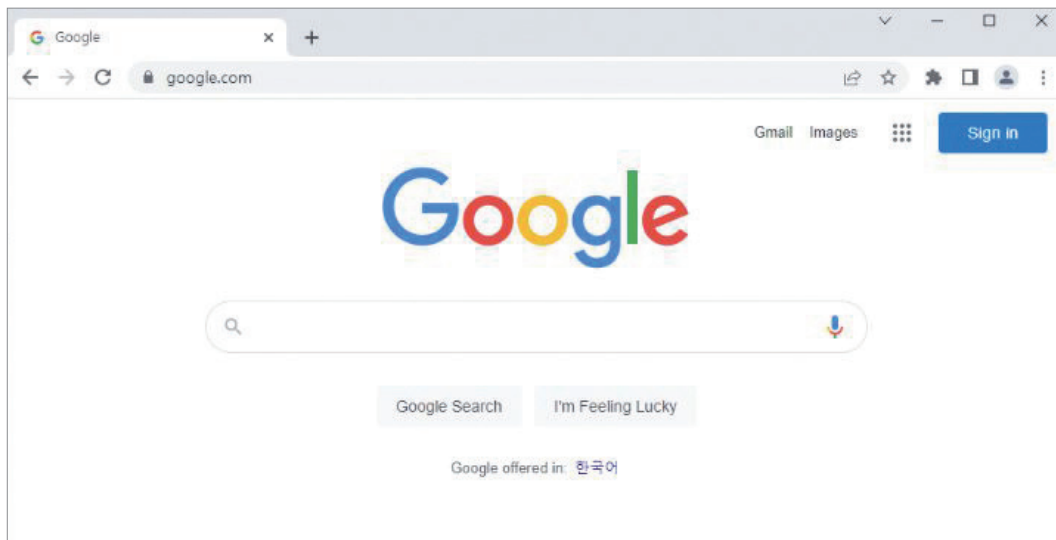 Google
google.com
Gmail Images Sign in
Google
Google Search I'm Feeling Lucky
Google offered in: 한국어